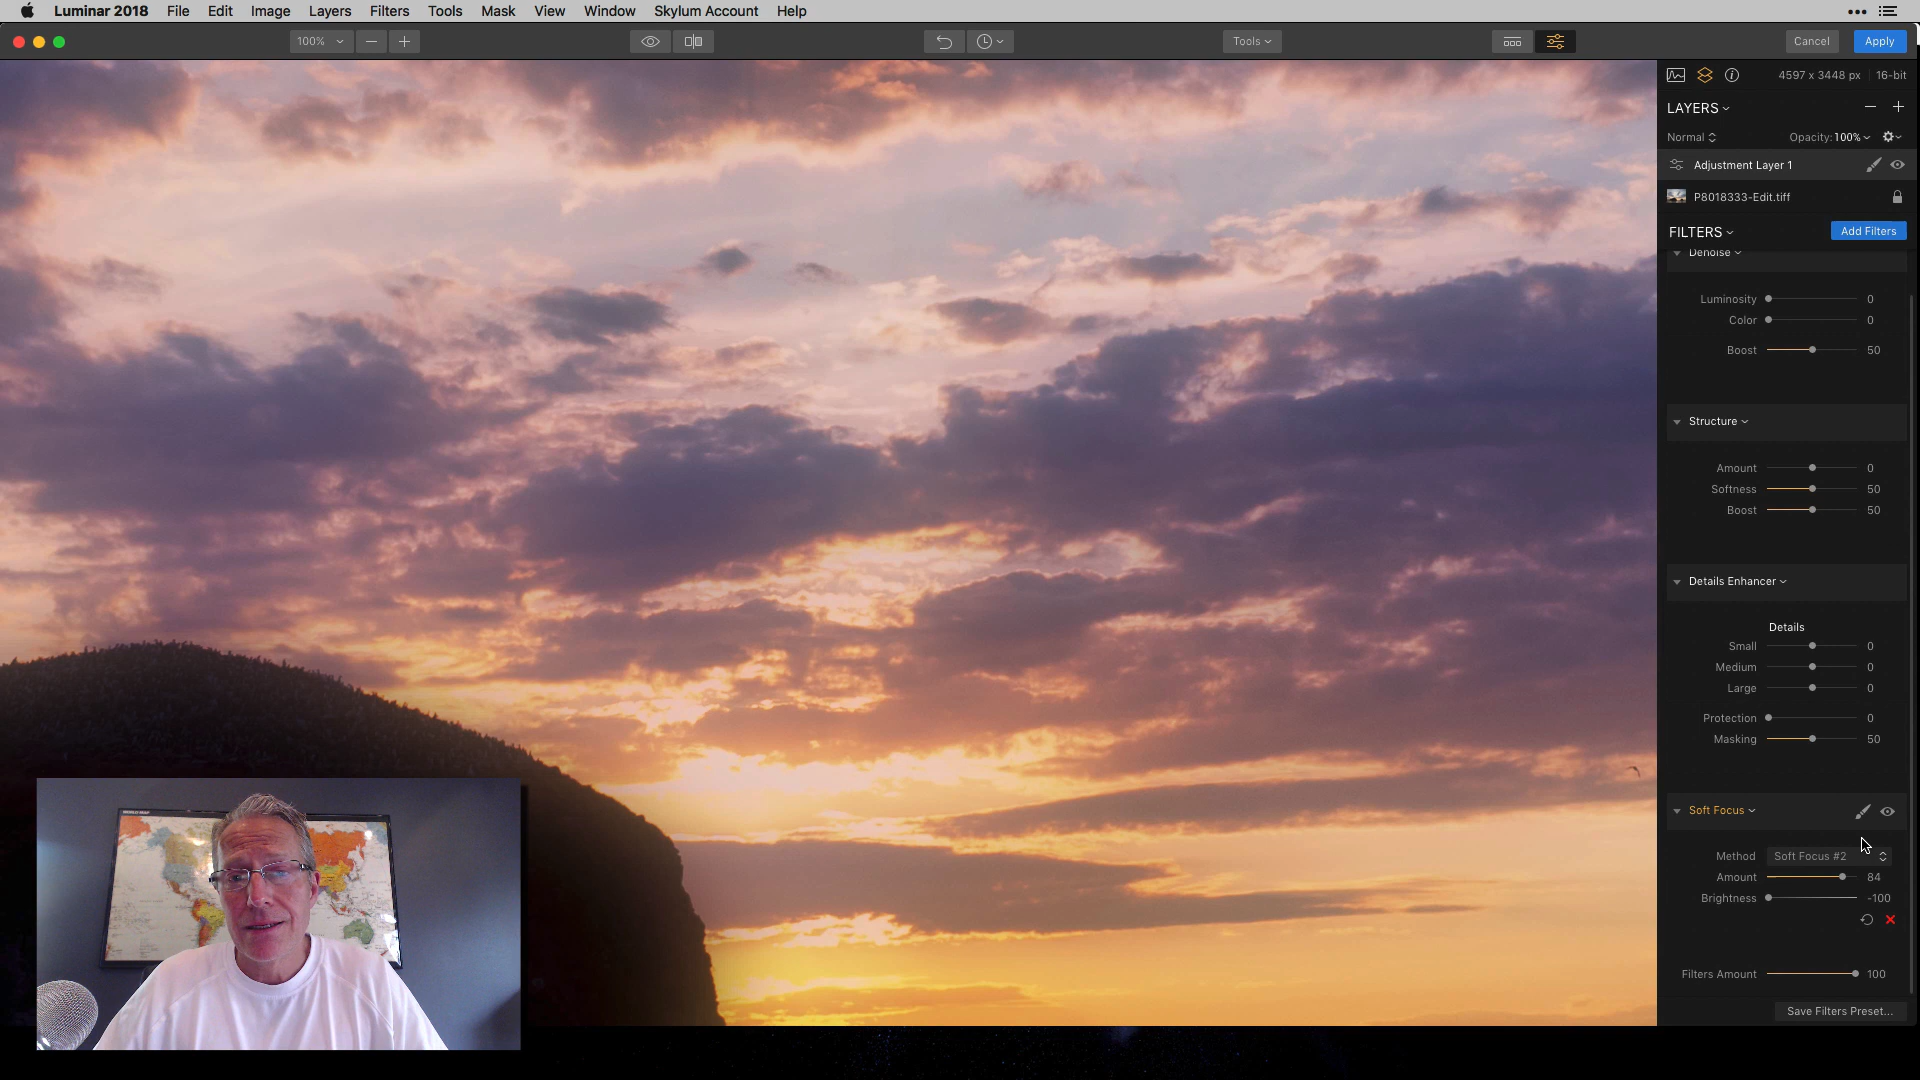 Luminar 2018 File Edit Image Layers Filters Tools Mask View Window Skylum Account Help
100% Tools Cancel Apply
4597 x 3448 px 16-bit
LAYERS
Normal Opacity: 100%
Adjustment Layer 1
P8018333-Edit.tiff
FILTERS Add Filters
Denoise
Luminosity 0
Color 0
Boost 50
Structure
Amount 0
Softness 50
Boost 50
Details Enhancer
Details
Small 0
Medium 0
Large 0
Protection 0
Masking 50
Soft Focus
Method Soft Focus #2
Amount 84
Brightness -100
Filters Amount 100
Save Filters Preset...
WORLD MAP